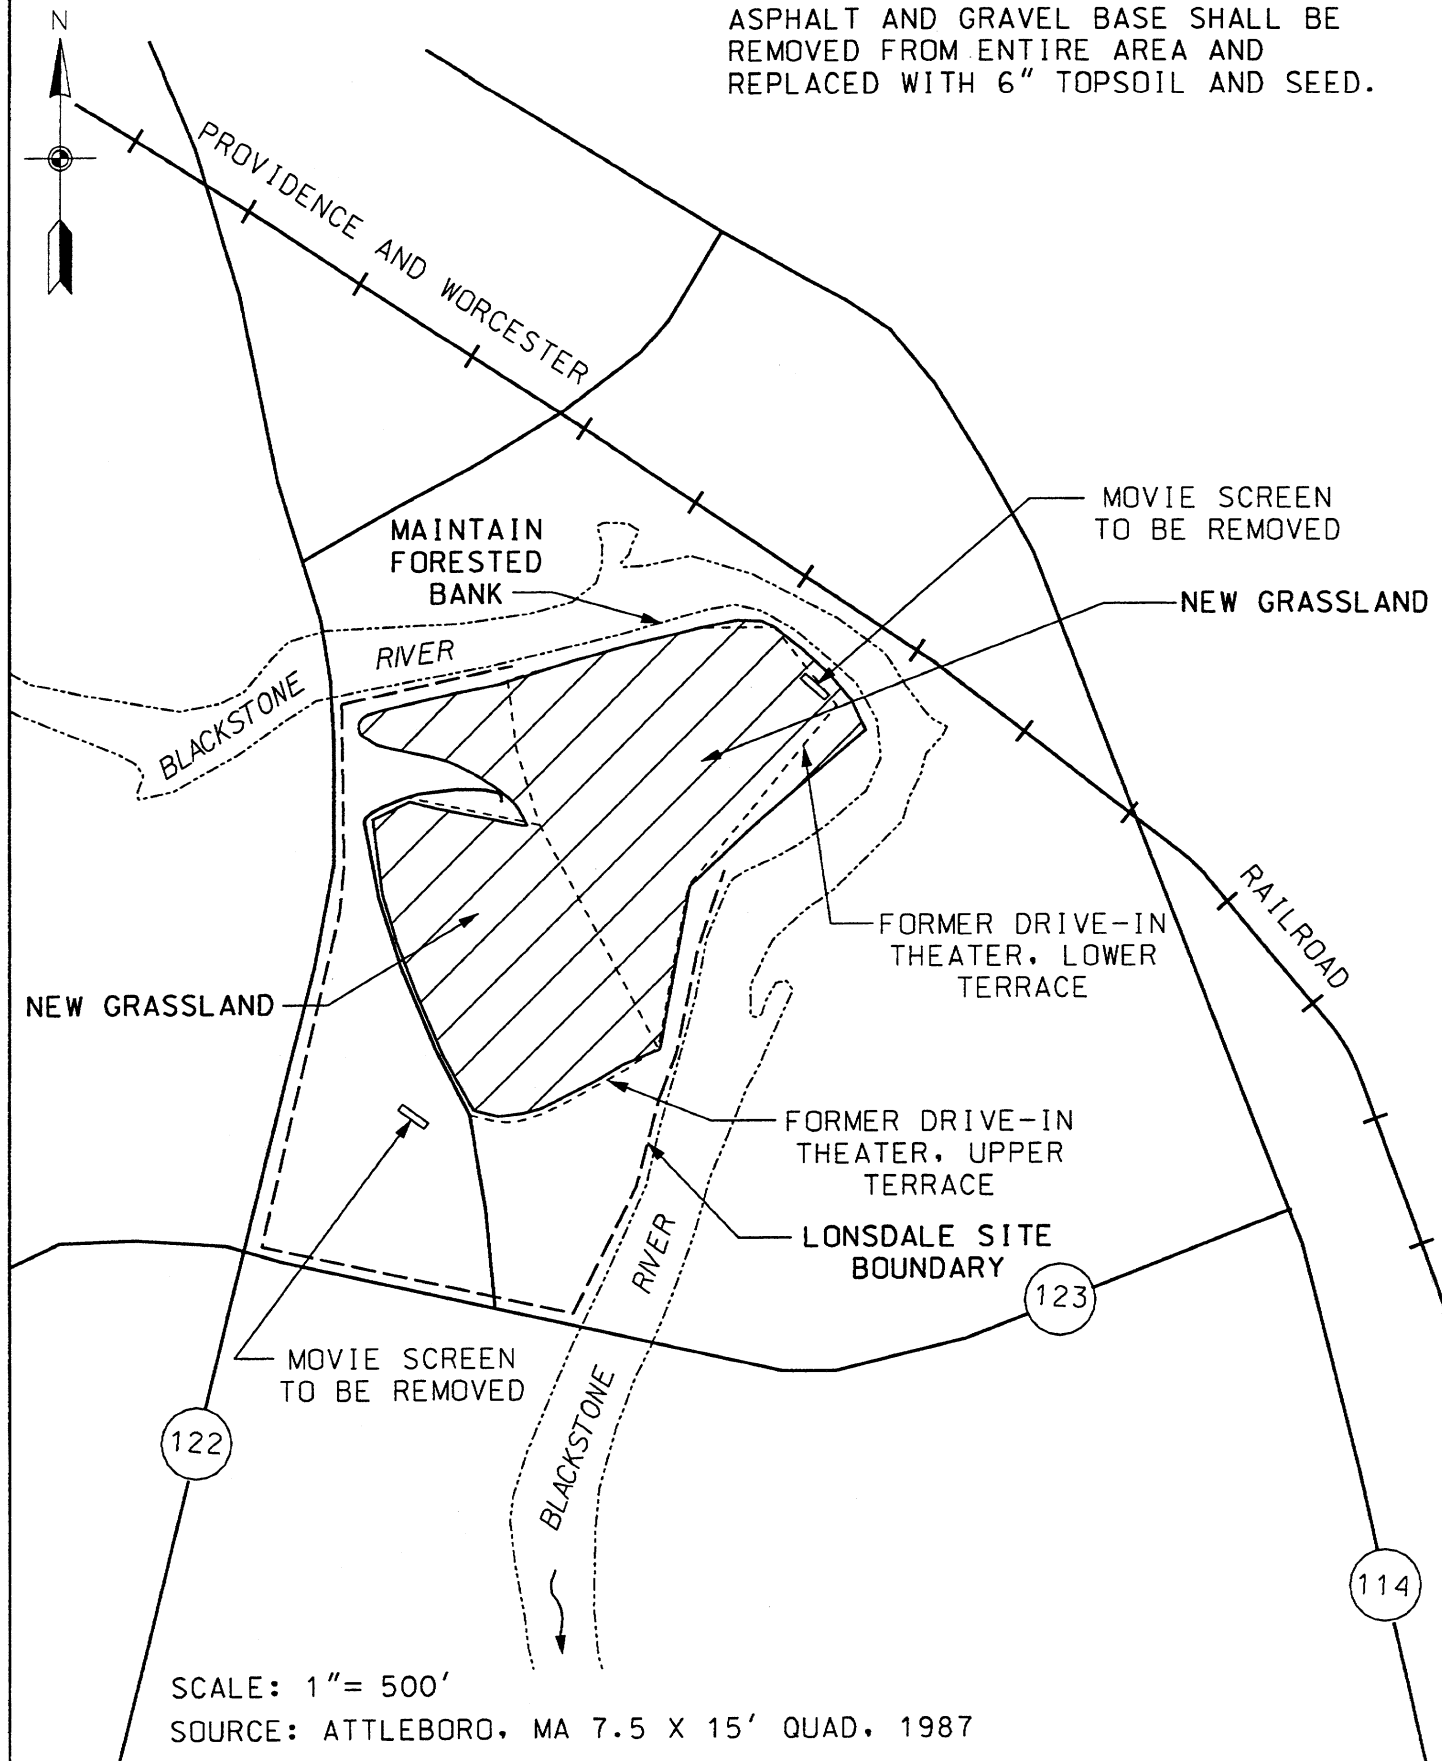 ASPHALT AND GRAVEL BASE SHALL BE
REMOVED FROM ENTIRE AREA AND
REPLACED WITH 6" TOPSOIL AND SEED.
N
PROVIDENCE AND WORCESTER
MOVIE SCREEN
TO BE REMOVED
MAINTAIN
FORESTED
BANK
NEW GRASSLAND
BLACKSTONE RIVER
RAILROAD
FORMER DRIVE-IN
THEATER, LOWER
TERRACE
NEW GRASSLAND
FORMER DRIVE-IN
THEATER, UPPER
TERRACE
LONSDALE SITE
BOUNDARY
123
MOVIE SCREEN
TO BE REMOVED
BLACKSTONE RIVER
122
114
SCALE: 1"= 500'
SOURCE: ATTLEBORO, MA 7.5 X 15' QUAD, 1987